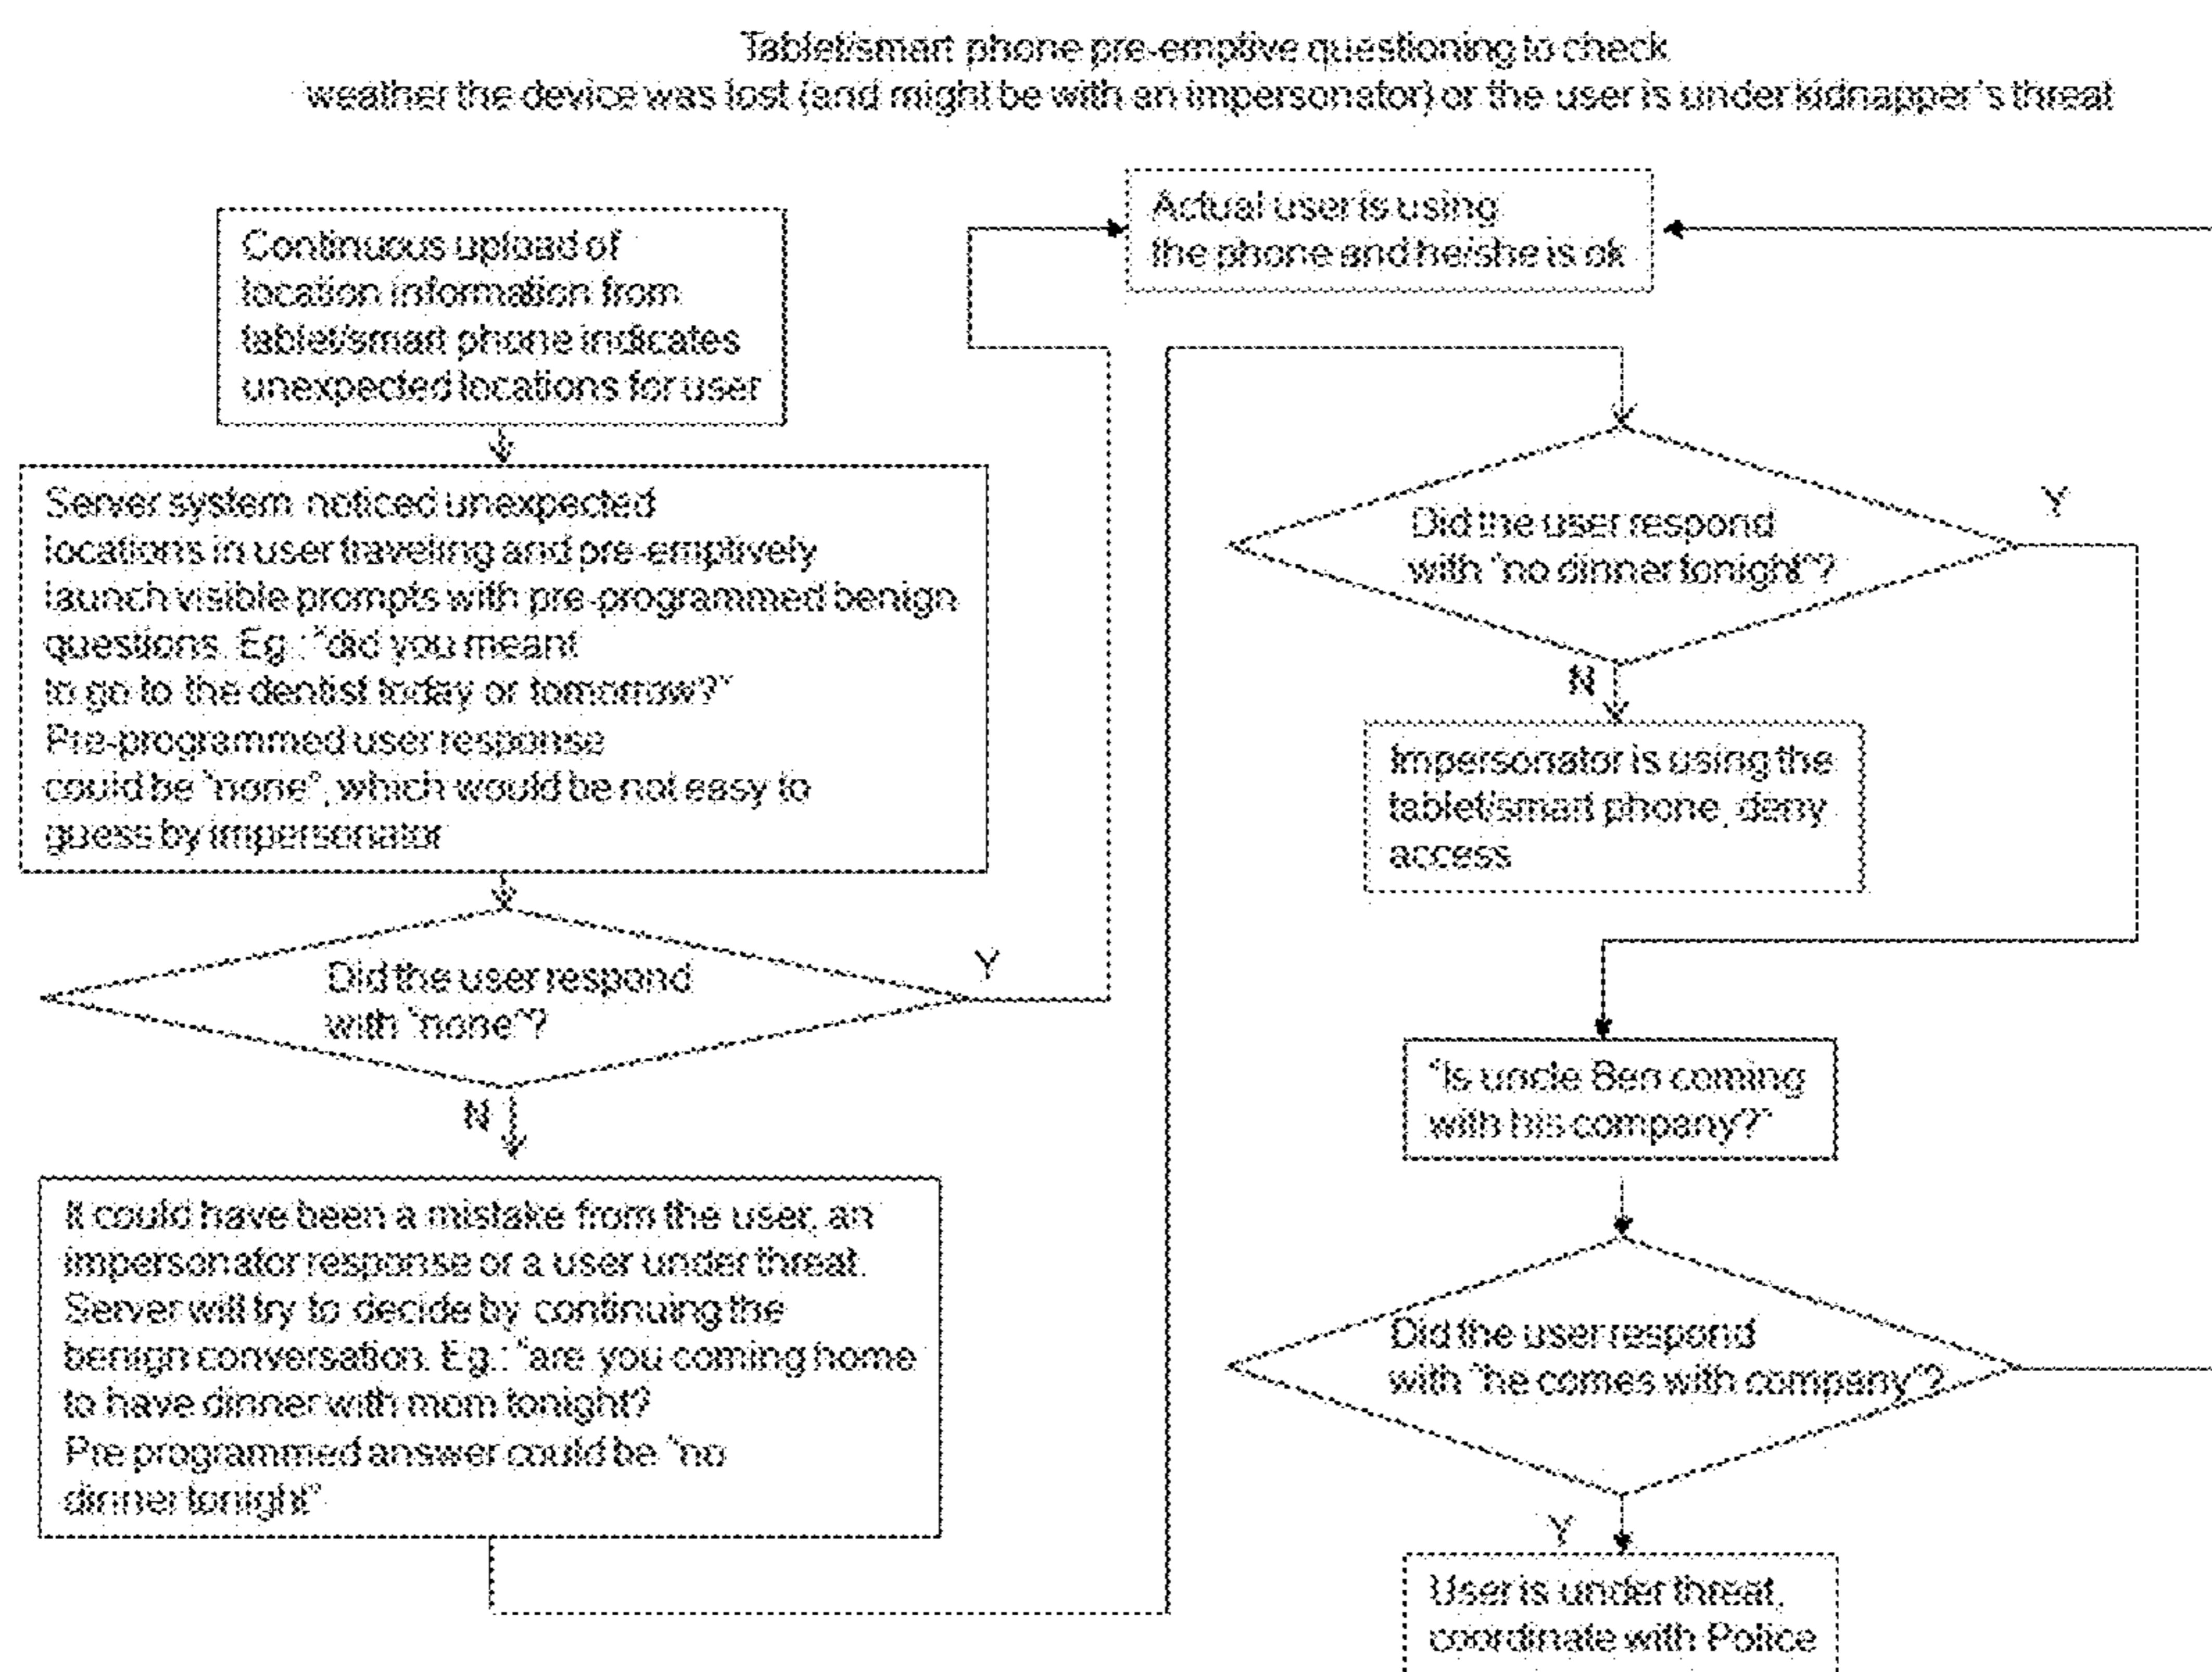 Tablet/smart phone pre-emptive questioning to check
weather the device was lost (and might be with an impersonator) or the user is under kidnapper's threat
Continuous upload of
location information from
tablet/smart phone indicates
unexpected locations for user
Server system noticed unexpected
locations in user traveling and pre-emptively
launch visible prompts with pre-programmed benign
questions. Eg.: "did you meant
to go to the dentist today or tomorrow?"
Pre-programmed user response
could be "none", which would be not easy to
guess by impersonator
Did the user respond
with "none"?
Y
N
It could have been a mistake from the user, an
impersonator response or a user under threat.
Server will try to decide by continuing the
benign conversation. Eg.: "are you coming home
to have dinner with mom tonight?
Pre programmed answer could be "no
dinner tonight"
Actual user is using
the phone and he/she is ok
Did the user respond
with "no dinner tonight"?
Y
N
Impersonator is using the
tablet/smart phone, deny
access
"Is uncle Ben coming
with his company?"
Did the user respond
with "he comes with company"?
Y
User is under threat,
coordinate with Police